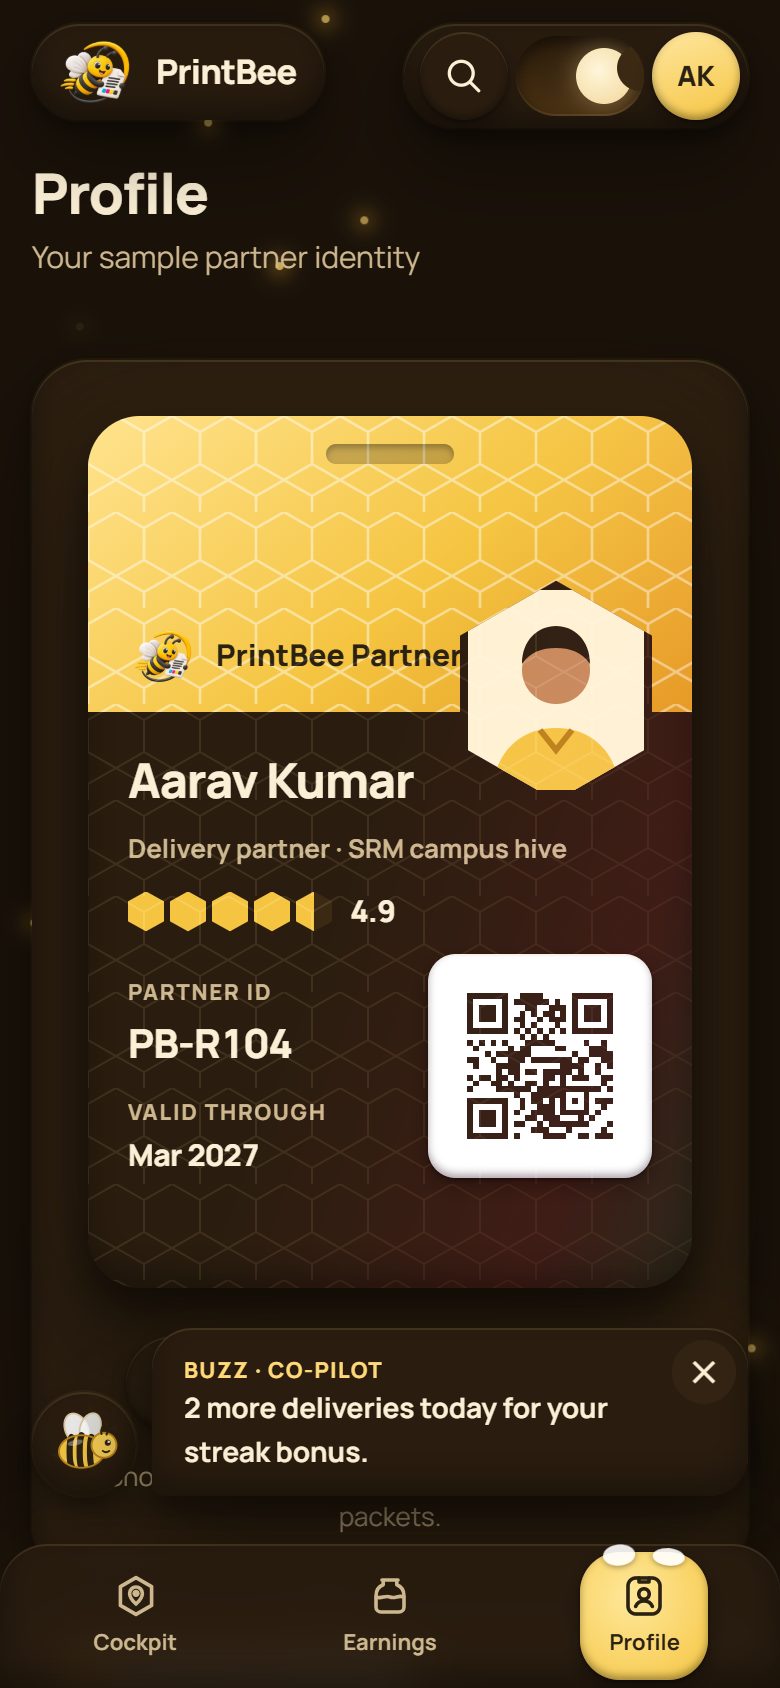 PrintBee
AK
Profile
Your sample partner identity
PrintBee Partner
Aarav Kumar
Delivery partner · SRM campus hive
4.9
PARTNER ID
PB-R104
VALID THROUGH
Mar 2027
BUZZ · CO-PILOT
2 more deliveries today for your
streak bonus.
packets.
Cockpit
Earnings
Profile